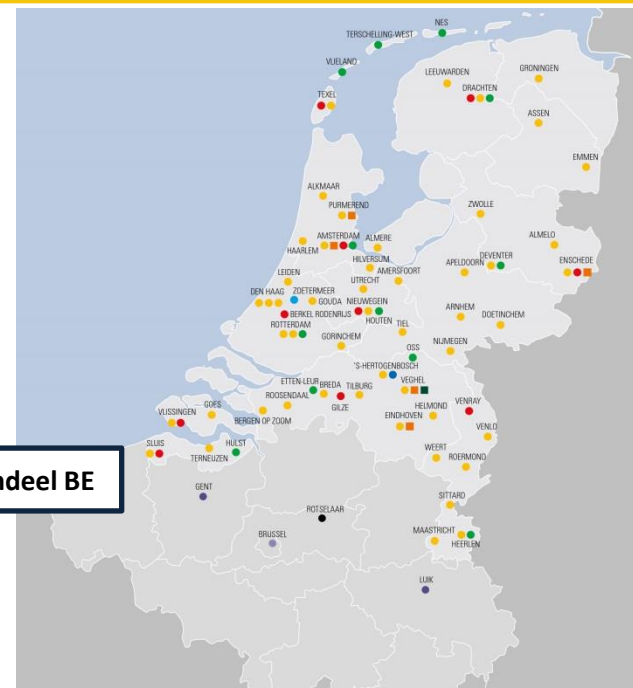 NES
TERSCHELLING-WEST
VLIELAND
LEEUWARDEN
GRONINGEN
TEXEL
DRACHTEN
ASSEN
EMMEN
ALKMAAR
PURMEREND
ZWOLLE
AMSTERDAM
ALMERE
ALMELO
HAARLEM
HILVERSUM
DEVENTER
ENSCHEDE
AMERSFOORT
APELDOORN
LEIDEN
UTRECHT
DEN HAAG
ZOETERMEER
GOUDA
NIEUWEGEIN
ARNHEM
DOETINCHEM
BERKEL RODENRIJS
HOUTEN
TIEL
ROTTERDAM
GORINCHEM
NIJMEGEN
OSS
'S-HERTOGENBOSCH
ETTEN-LEUR
BREDA
TILBURG
VEGHEL
ROOSENDAAL
GILZE
HELMOND
VENRAY
GOES
BERGEN OP ZOOM
EINDHOVEN
VLISSINGEN
VENLO
SLUIS
HULST
WEERT
TERNEUZEN
ROERMOND
ndeel BE
GENT
SITTARD
ROTSELAAR
BRUSSEL
MAASTRICHT
HEERLEN
LUIK